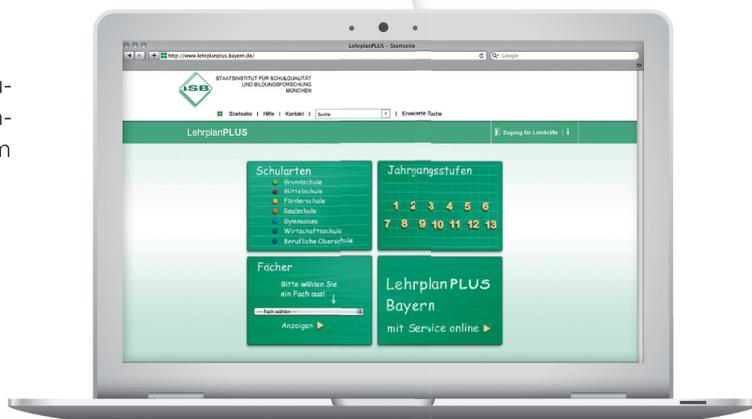 u-
n-
m
LehrplanPLUS – Startseite
http://www.lehrplanplus.bayern.de/
Google
ISB
STAATSINSTITUT FÜR SCHULQUALITÄT
UND BILDUNGSFORSCHUNG
MÜNCHEN
Startseite | Hilfe | Kontakt | Suche | Erweiterte Suche
LehrplanPLUS
Zugang für Lehrkräfte | i
Schularten
Grundschule
Mittelschule
Förderschule
Realschule
Gymnasium
Wirtschaftsschule
Berufliche Oberschule
Jahrgangsstufen
1 2 3 4 5 6
7 8 9 10 11 12 13
Fächer
Bitte wählen Sie
ein Fach aus!
--- Fach wählen ---
Anzeigen
LehrplanPLUS
Bayern
mit Service online